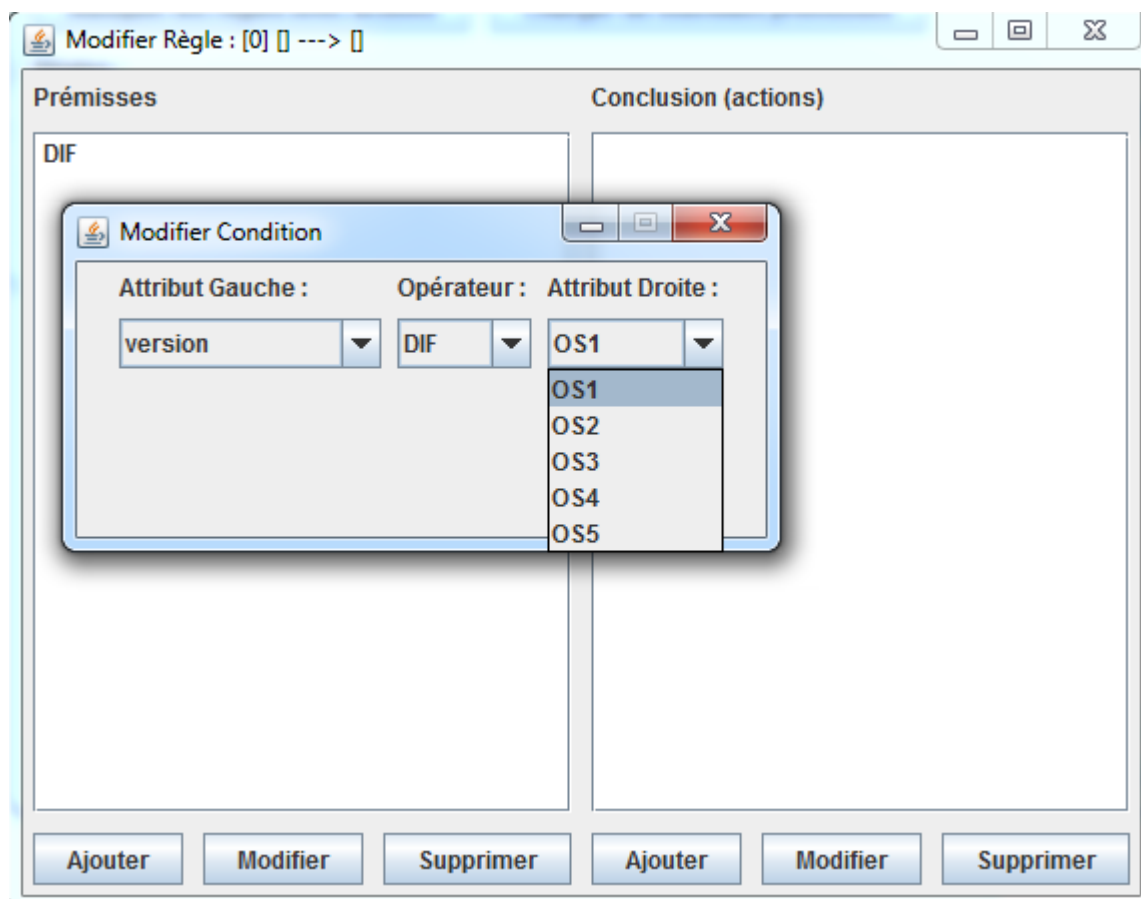 Modifier Règle : [0] [] ---> []
Prémisses
Conclusion (actions)
DIF
Modifier Condition
Attribut Gauche : Opérateur : Attribut Droite :
version DIF OS1
OS1
OS2
OS3
OS4
OS5
Ajouter Modifier Supprimer Ajouter Modifier Supprimer